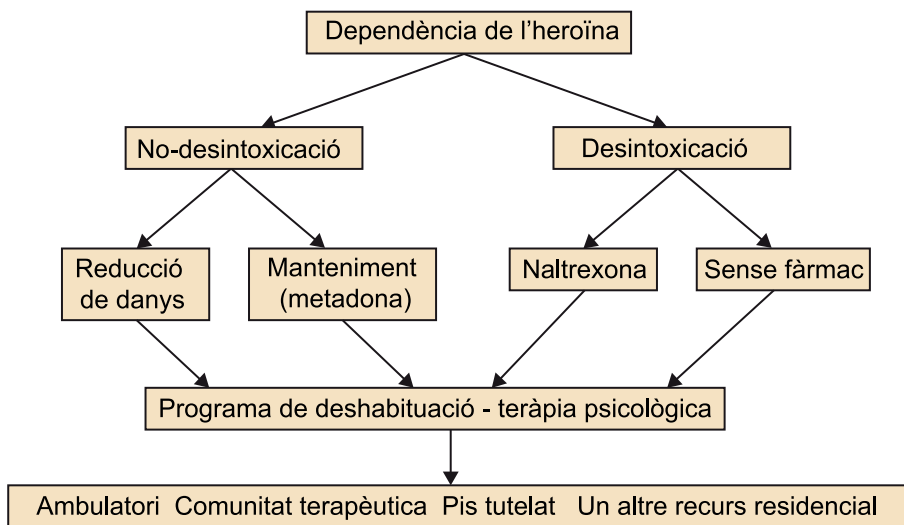 Dependència de l'heroïna
No-desintoxicació
Desintoxicació
Reducció
de danys
Manteniment
(metadona)
Naltrexona
Sense fàrmac
Programa de deshabituació - teràpia psicològica
Ambulatori Comunitat terapèutica Pis tutelat Un altre recurs residencial